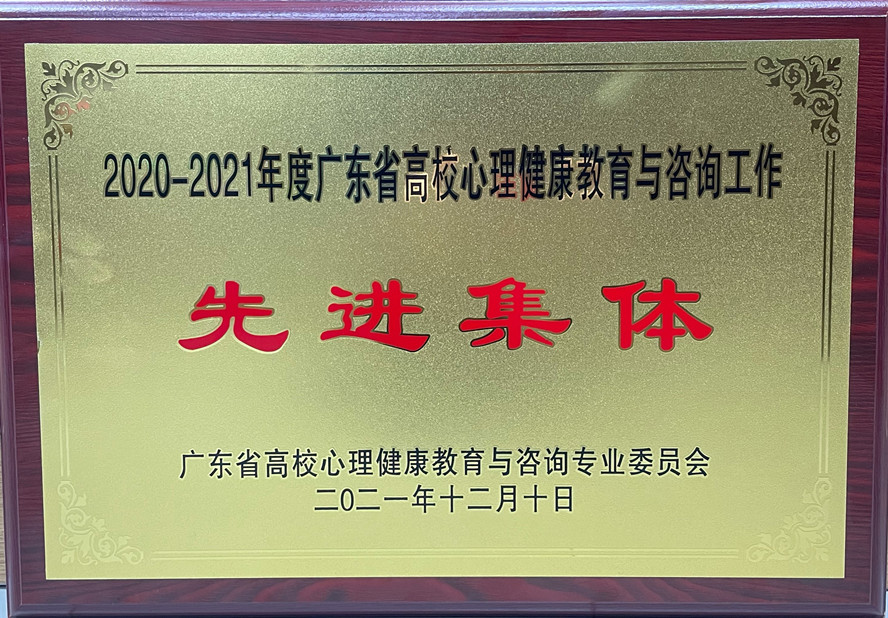 2020-2021年度广东省高校心理健康教育与咨询工作
先进集体
广东省高校心理健康教育与咨询专业委员会
二〇二一年十二月十日